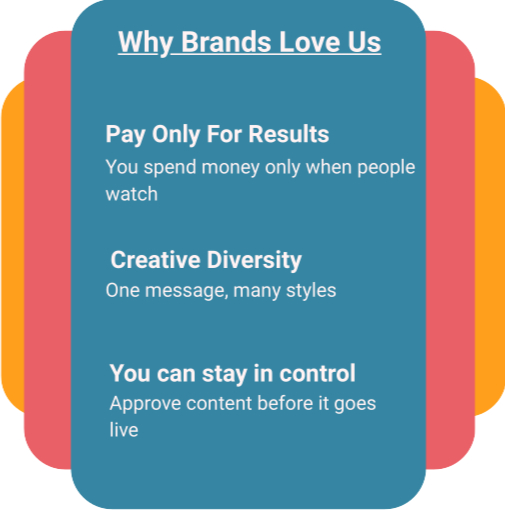 Why Brands Love Us
Pay Only For Results
You spend money only when people
watch
Creative Diversity
One message, many styles
You can stay in control
Approve content before it goes
live